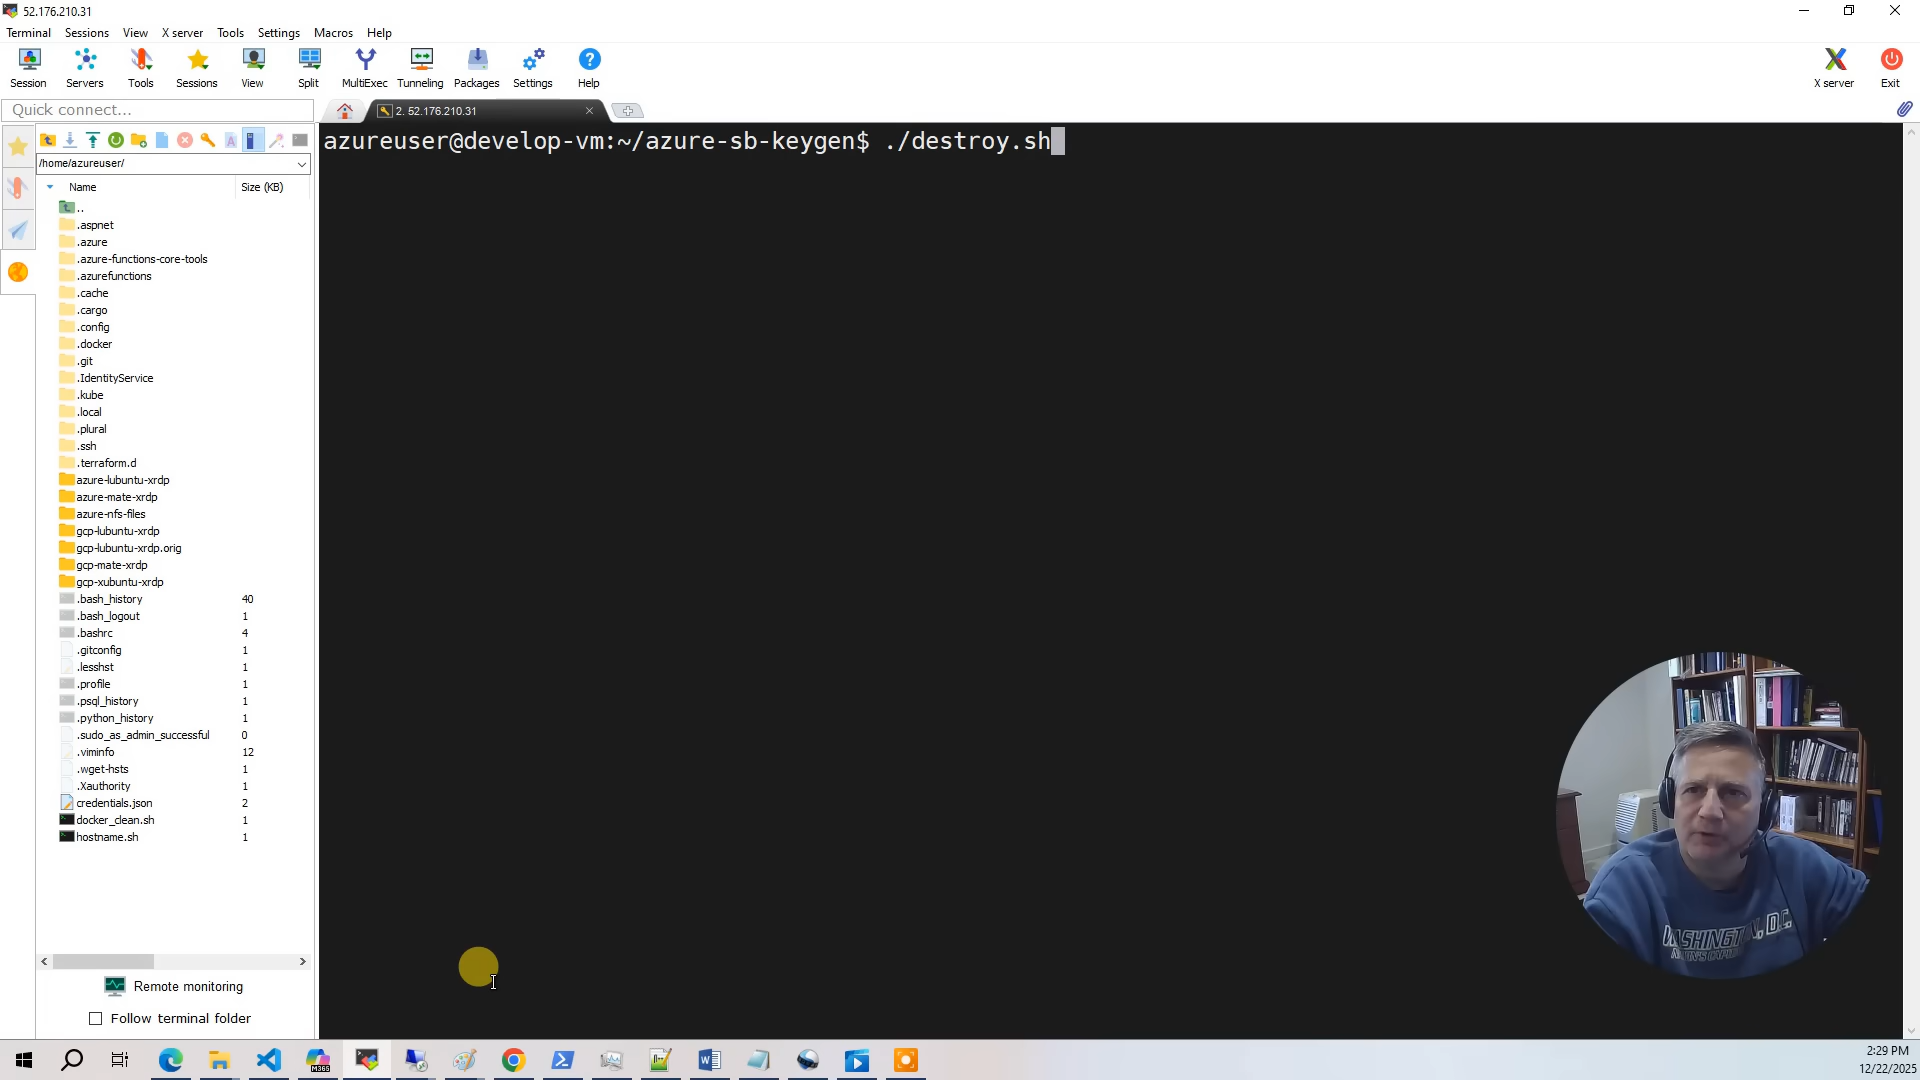 52.176.210.31
Terminal Sessions View X server Tools Settings Macros Help
Session Servers Tools Sessions View Split MultiExec Tunneling Packages Settings Help X server Exit
Quick connect...
2. 52.176.210.31
/home/azureuser/
Name Size (KB)
..
.aspnet
.azure
.azure-functions-core-tools
.azurefunctions
.cache
.cargo
.config
.docker
.git
.IdentityService
.kube
.local
.plural
.ssh
.terraform.d
azure-lubuntu-xrdp
azure-mate-xrdp
azure-nfs-files
gcp-lubuntu-xrdp
gcp-lubuntu-xrdp.orig
gcp-mate-xrdp
gcp-xubuntu-xrdp
.bash_history 40
.bash_logout 1
.bashrc 4
.gitconfig 1
.lesshst 1
.profile 1
.psql_history 1
.python_history 1
.sudo_as_admin_successful 0
.viminfo 12
.wget-hsts 1
.Xauthority 1
credentials.json 2
docker_clean.sh 1
hostname.sh 1
Remote monitoring
Follow terminal folder
azureuser@develop-vm:~/azure-sb-keygen$ ./destroy.sh
WASHINGTON, D.C.
M365
2:29 PM
12/22/2025